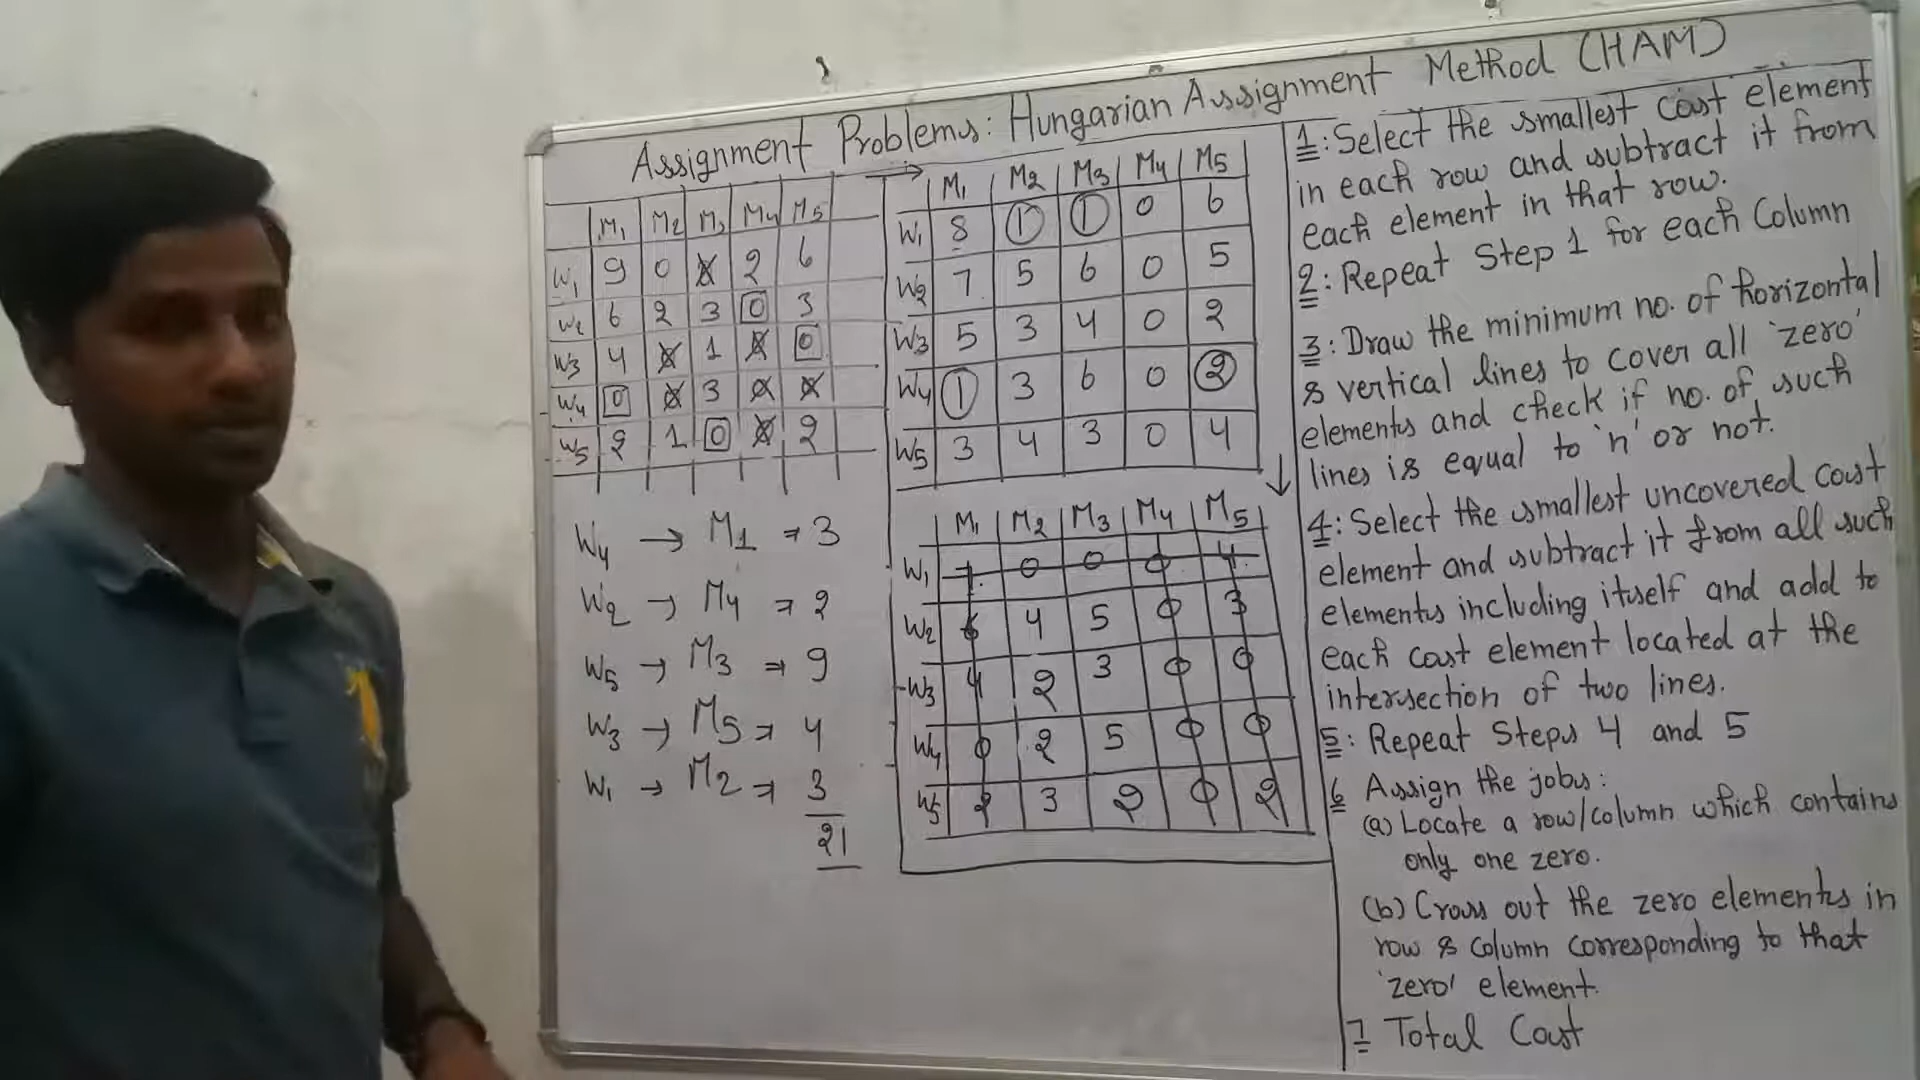 Assignment Problems: Hungarian Assignment Method (HAM)
M1 M2 M3 M4 M5
W1 9 0 0 2 6
W2 6 2 3 0 3
W3 4 0 1 0 0
W4 0 0 3 0 0
W5 2 1 0 0 2
W4 → M1 ⇒ 3
W2 → M4 ⇒ 2
W5 → M3 ⇒ 9
W3 → M5 ⇒ 4
W1 → M2 ⇒ 3
21
M1 M2 M3 M4 M5
W1 8 1 1 0 6
W2 7 5 6 0 5
W3 5 3 4 0 2
W4 1 3 6 0 2
W5 3 4 3 0 4
M1 M2 M3 M4 M5
W1 7 0 0 0 4
W2 6 4 5 0 3
W3 4 2 3 0 0
W4 0 2 5 0 0
W5 2 3 2 0 2
1: Select the smallest cost element
in each row and subtract it from
each element in that row.
2: Repeat Step 1 for each Column
3: Draw the minimum no. of horizontal
& vertical lines to cover all 'zero'
elements and check if no. of such
lines is equal to 'n' or not.
4: Select the smallest uncovered cost
element and subtract it from all such
elements including itself and add to
each cost element located at the
intersection of two lines.
5: Repeat Steps 4 and 5
6 Assign the jobs:
(a) Locate a row/column which contains
only one zero.
(b) Cross out the zero elements in
row & column corresponding to that
'zero' element.
7 Total Cost